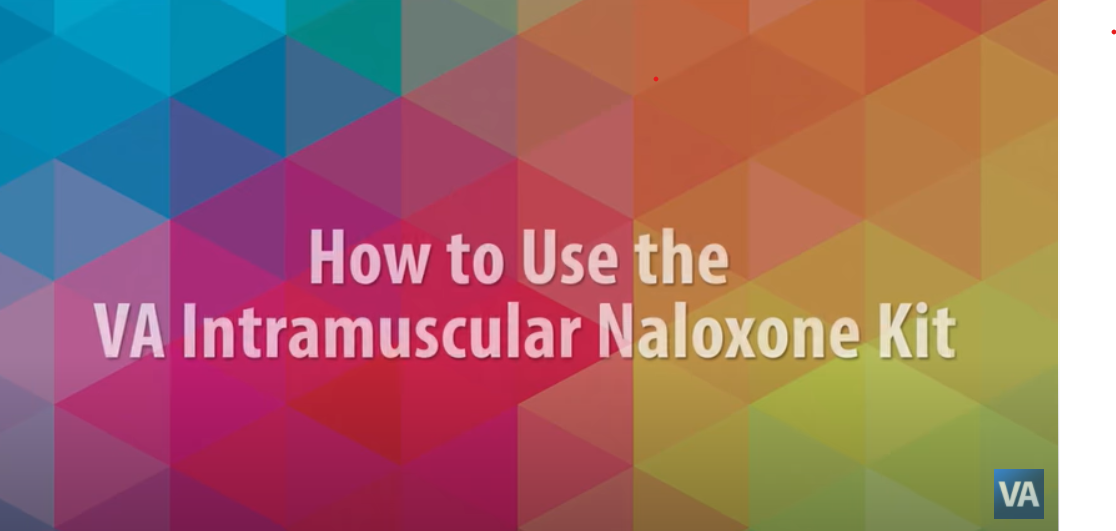 How to Use the
VA Intramuscular Naloxone Kit
VA